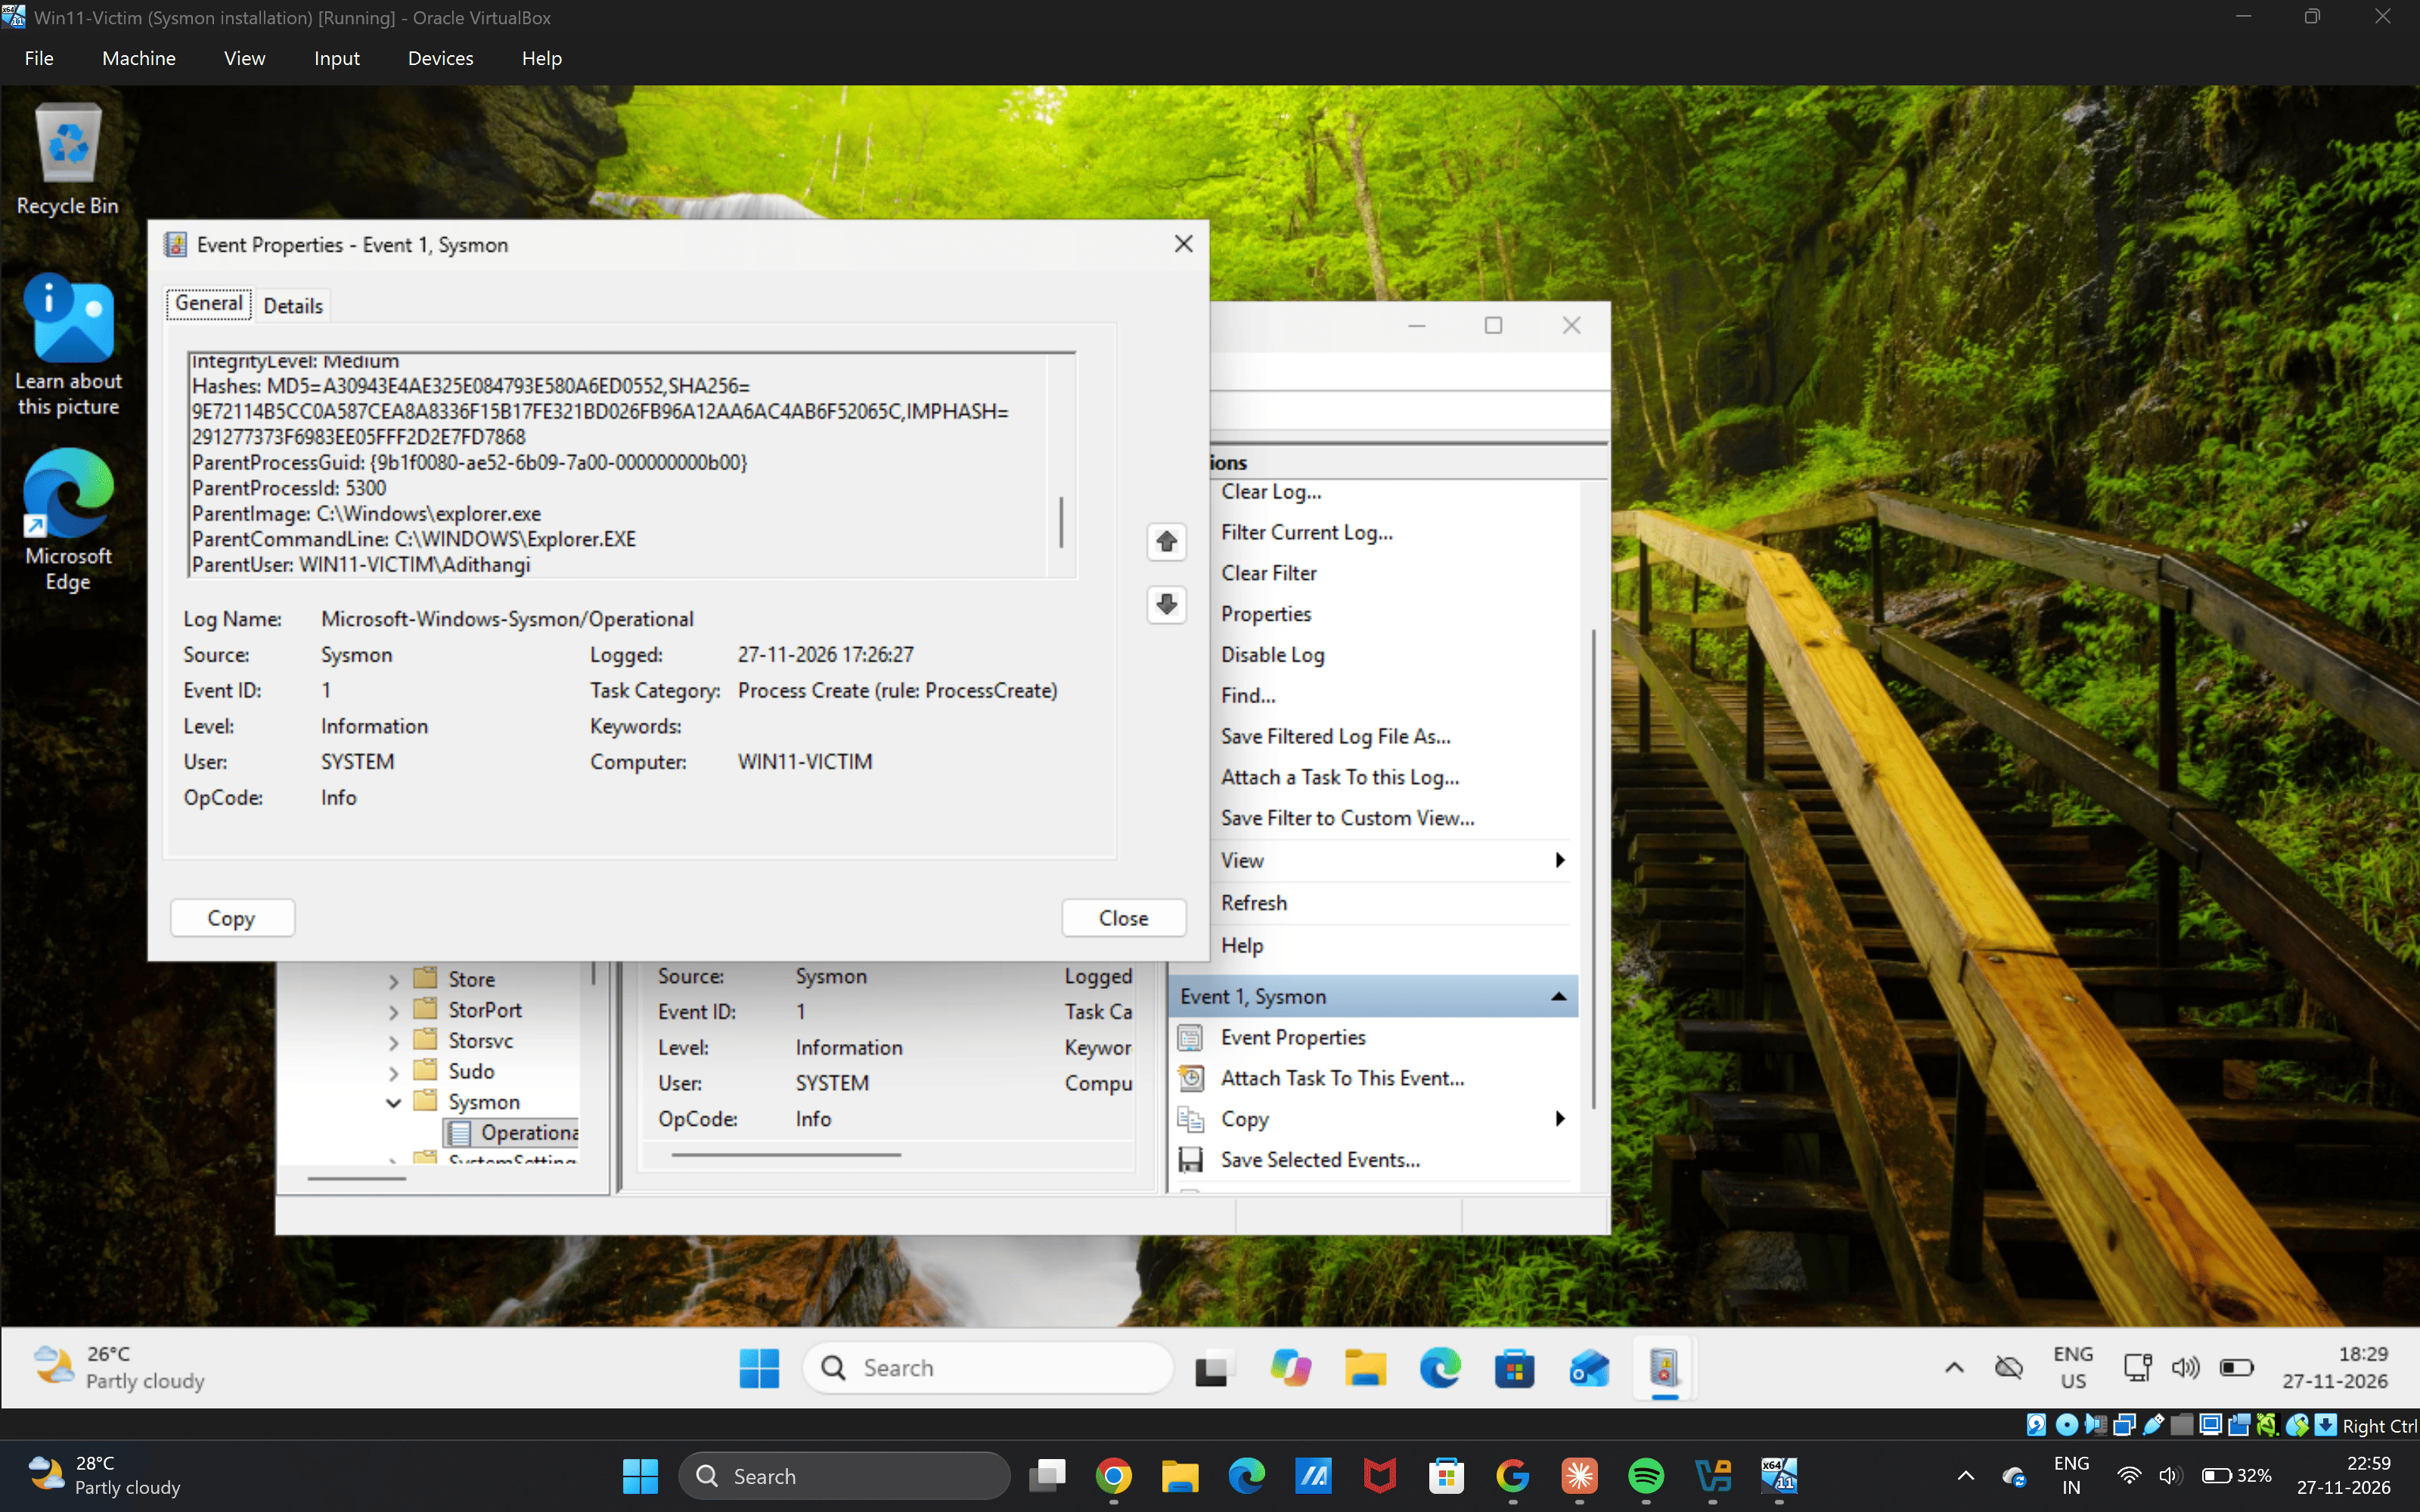 Win11-Victim (Sysmon installation) [Running] - Oracle VirtualBox
File Machine View Input Devices Help
Recycle Bin
Learn about
this picture
Microsoft
Edge
Event Properties - Event 1, Sysmon
General Details
IntegrityLevel: Medium
Hashes: MD5=A30943E4AE325E084793E580A6ED0552,SHA256=
9E72114B5CC0A587CEA8A8336F15B17FE321BD026FB96A12AA6AC4AB6F52065C,IMPHASH=
291277373F6983EE05FFF2D2E7FD7868
ParentProcessGuid: {9b1f0080-ae52-6b09-7a00-000000000b00}
ParentProcessId: 5300
ParentImage: C:\Windows\explorer.exe
ParentCommandLine: C:\WINDOWS\Explorer.EXE
ParentUser: WIN11-VICTIM\Adithangi
Log Name: Microsoft-Windows-Sysmon/Operational
Source: Sysmon Logged: 27-11-2026 17:26:27
Event ID: 1 Task Category: Process Create (rule: ProcessCreate)
Level: Information Keywords:
User: SYSTEM Computer: WIN11-VICTIM
OpCode: Info
Copy Close
ions
Clear Log...
Filter Current Log...
Clear Filter
Properties
Disable Log
Find...
Save Filtered Log File As...
Attach a Task To this Log...
Save Filter to Custom View...
View
Refresh
Help
Event 1, Sysmon
Event Properties
Attach Task To This Event...
Copy
Save Selected Events...
Store
StorPort
Storsvc
Sudo
Sysmon
Operationa
SystemSetting
Source: Sysmon Logged
Event ID: 1 Task Ca
Level: Information Keywor
User: SYSTEM Compu
OpCode: Info
26°C
Partly cloudy
Search
ENG
US
18:29
27-11-2026
Right Ctrl
28°C
Partly cloudy
Search
x64
11
ENG
IN
32%
22:59
27-11-2026